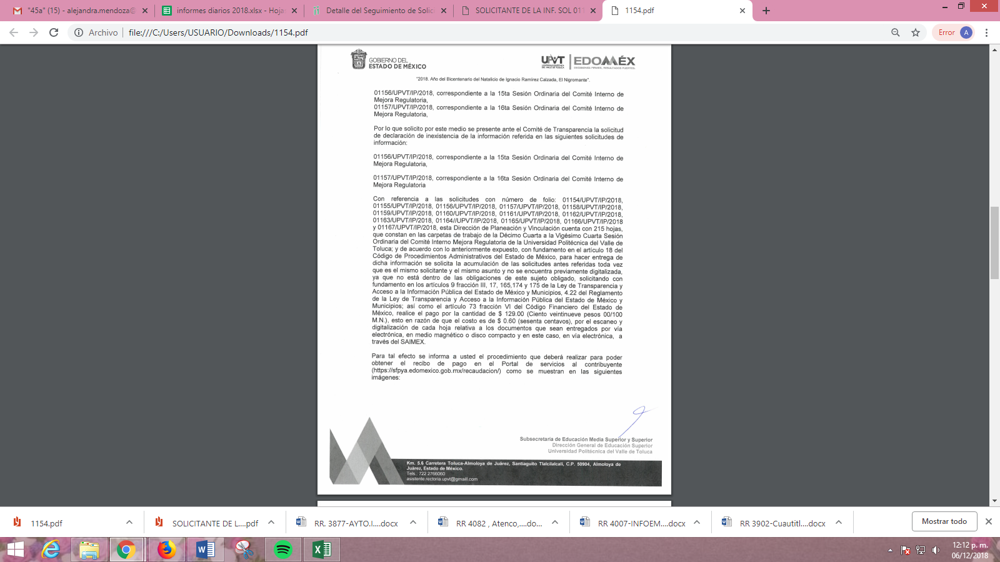 "45a" (15) - alejandra.mendoza@
informes diarios 2018.xlsx - Hoja
Detalle del Seguimiento de Solic
SOLICITANTE DE LA INF. SOL 011
1154.pdf
Archivo
file:///C:/Users/USUARIO/Downloads/1154.pdf
Error
A
GOBIERNO DEL
ESTADO DE MÉXICO
UPVT
EDOMÉX
UNIVERSIDAD POLITÉCNICA
DEL VALLE DE TOLUCA
DECISIONES FIRMES, RESULTADOS FUERTES.
"2018. Año del Bicentenario del Natalicio de Ignacio Ramírez Calzada, El Nigromante".
01156/UPVT/IP/2018, correspondiente a la 15ta Sesión Ordinaria del Comité Interno de
Mejora Regulatoria,
01157/UPVT/IP/2018, correspondiente a la 16ta Sesión Ordinaria del Comité Interno de
Mejora Regulatoria,
Por lo que solicito por este medio se presente ante el Comité de Transparencia la solicitud
de declaración de inexistencia de la información referida en las siguientes solicitudes de
información:
01156/UPVT/IP/2018, correspondiente a la 15ta Sesión Ordinaria del Comité Interno de
Mejora Regulatoria,
01157/UPVT/IP/2018, correspondiente a la 16ta Sesión Ordinaria del Comité Interno de
Mejora Regulatoria
Con referencia a las solicitudes con número de folio: 01154/UPVT/IP/2018,
01155/UPVT/IP/2018, 01156/UPVT/IP/2018, 01157/UPVT/IP/2018, 01158/UPVT/IP/2018,
01159/UPVT/IP/2018, 01160/UPVT/IP/2018, 01161/UPVT/IP/2018, 01162/UPVT/IP/2018,
01163/UPVT/IP/2018, 01164//UPVT/IP/2018, 01165/UPVT/IP/2018, 01166/UPVT/IP/2018
y 01167/UPVT/IP/2018, esta Dirección de Planeación y Vinculación cuenta con 215 hojas,
que constan en las carpetas de trabajo de la Décimo Cuarta a la Vigésimo Cuarta Sesión
Ordinaria del Comité Interno Mejora Regulatoria de la Universidad Politécnica del Valle de
Toluca; y de acuerdo con lo anteriormente expuesto, con fundamento en el artículo 18 del
Código de Procedimientos Administrativos del Estado de México, para hacer entrega de
dicha información se solicita la acumulación de las solicitudes antes referidas toda vez
que es el mismo solicitante y el mismo asunto y no se encuentra previamente digitalizada,
ya que no está dentro de las obligaciones de este sujeto obligado, solicitando con
fundamento en los artículos 9 fracción III, 17, 165,174 y 175 de la Ley de Transparencia y
Acceso a la Información Pública del Estado de México y Municipios, 4.22 del Reglamento
de la Ley de Transparencia y Acceso a la Información Pública del Estado de México y
Municipios; así como el artículo 73 fracción VI del Código Financiero del Estado de
México, realice el pago por la cantidad de $ 129.00 (Ciento veintinueve pesos 00/100
M.N.), esto en razón de que el costo es de $ 0.60 (sesenta centavos), por el escaneo y
digitalización de cada hoja relativa a los documentos que sean entregados por vía
electrónica, en medio magnético o disco compacto y en este caso, en vía electrónica, a
través del SAIMEX.
Para tal efecto se informa a usted el procedimiento que deberá realizar para poder
obtener el recibo de pago en el Portal de servicios al contribuyente
(https://sfpya.edomexico.gob.mx/recaudacion/) como se muestran en las siguientes
imágenes:
Subsecretaría de Educación Media Superior y Superior
Dirección General de Educación Superior
Universidad Politécnica del Valle de Toluca
Km. 5.6 Carretera Toluca-Almoloya de Juárez, Santiaguito Tlalcilalcali, C.P. 50904, Almoloya de
Juárez, Estado de México.
Tels.: 722 2766060
asistente.rectoria.upvt@gmaill.com
1154.pdf
SOLICITANTE DE L....pdf
RR. 3877-AYTO.I....docx
RR 4082 , Atenco,....do...
RR 4007-INFOEM....docx
RR 3902-Cuautitl....docx
Mostrar todo
12:12 p. m.
06/12/2018